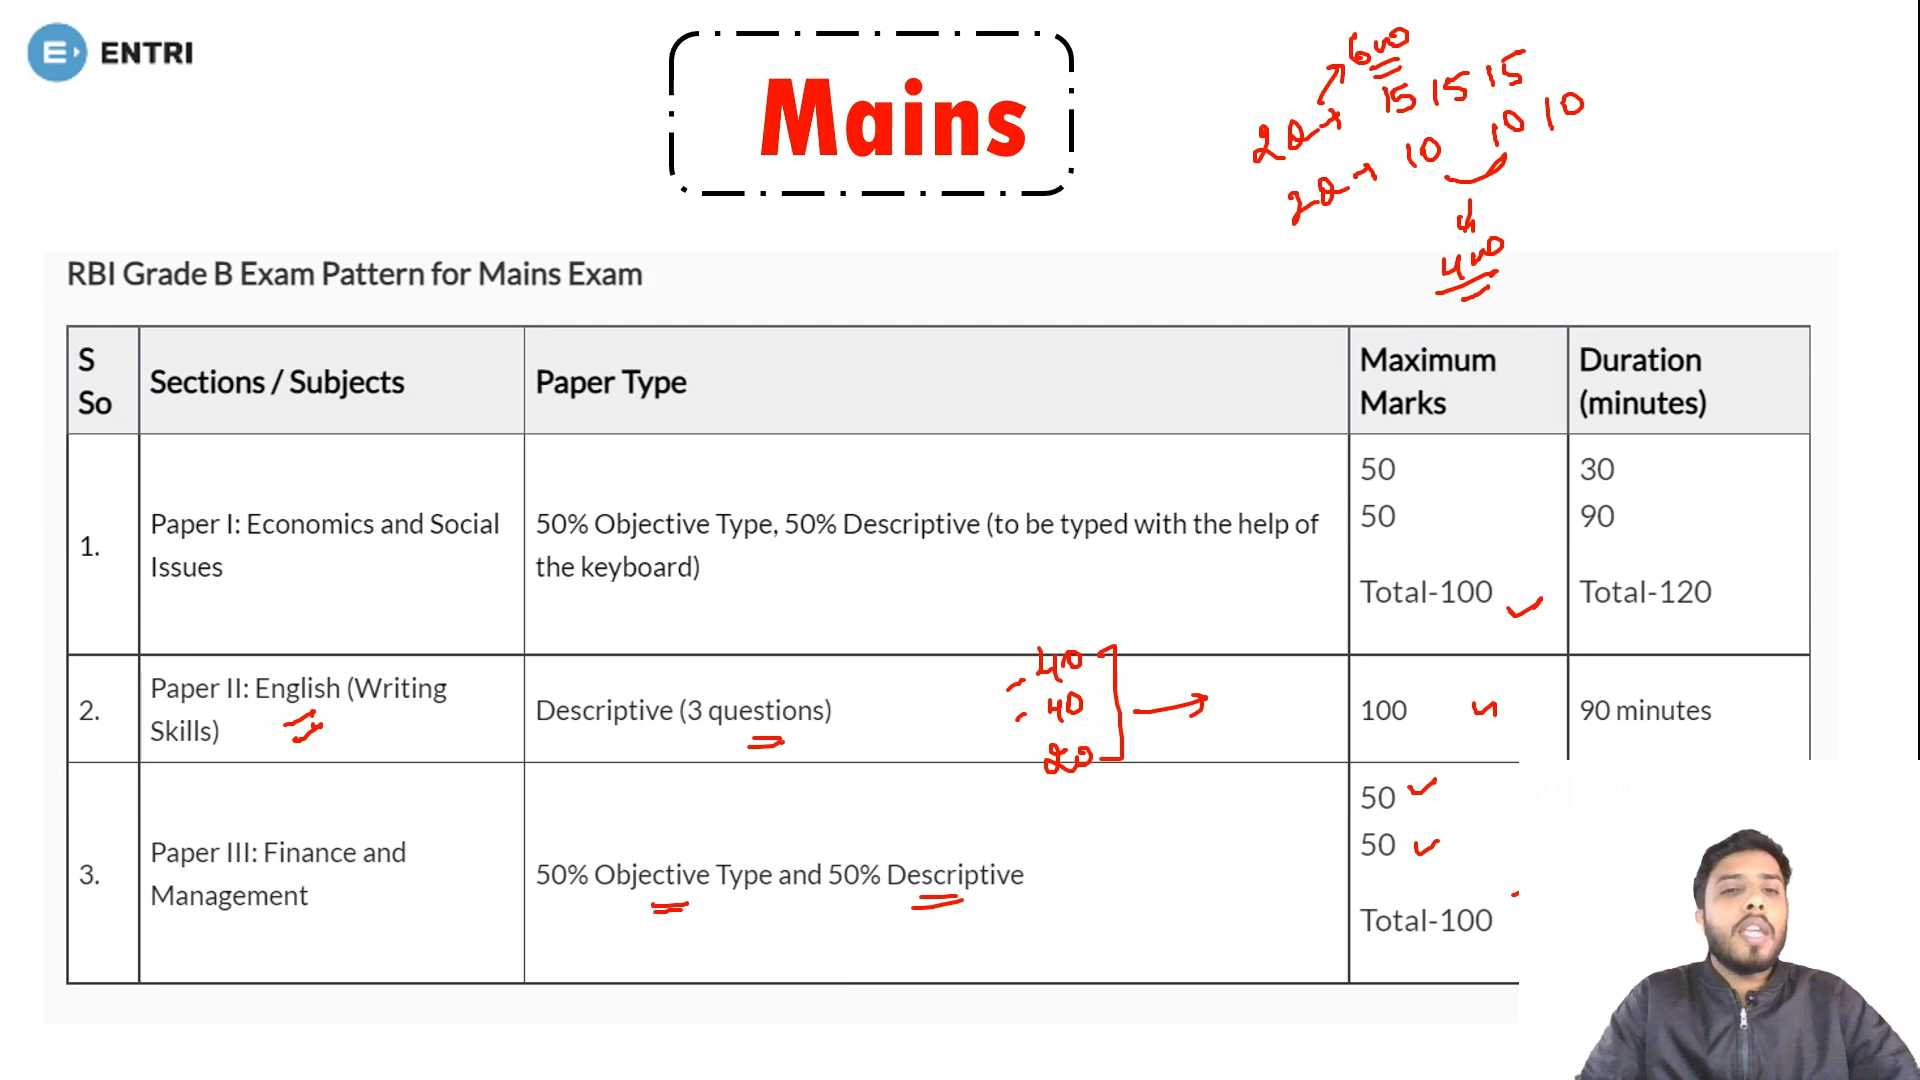 ENTRI
Mains
600
15 15 15
2Q→ 10 10
2Q→ 10
400
RBI Grade B Exam Pattern for Mains Exam
S So
Sections / Subjects
Paper Type
Maximum Marks
Duration (minutes)
1.
Paper I: Economics and Social
Issues
50% Objective Type, 50% Descriptive (to be typed with the help of
the keyboard)
50
50
Total-100
30
90
Total-120
2.
Paper II: English (Writing
Skills)
Descriptive (3 questions)
40
40
20
100
90 minutes
3.
Paper III: Finance and
Management
50% Objective Type and 50% Descriptive
50
50
Total-100